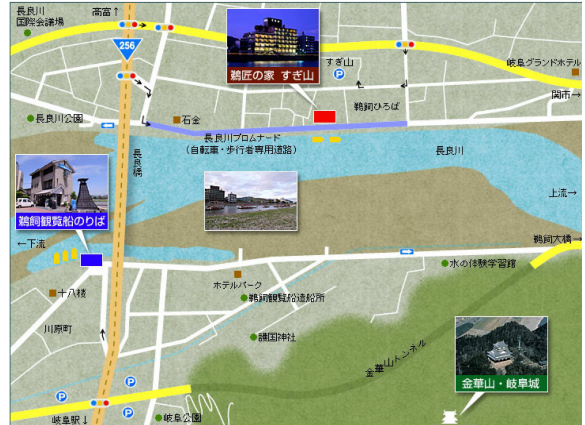 長良川
国際会議場
高富↑
256
すぎ山
P
鵜匠の家 すぎ山
岐阜グランドホテル
関市→
鵜飼ひろば
石金
長良川公園
長良川プロムナード
(自転車・歩行者専用道路)
長良川
長良橋
上流→
鵜飼観覧船のりば
←下流
鵜飼大橋→
水の体験学習館
ホテルパーク
十八楼
鵜飼観覧船造船所
川原町
護国神社
金華山トンネル
金華山・岐阜城
P
P
P
岐阜駅↓
岐阜公園